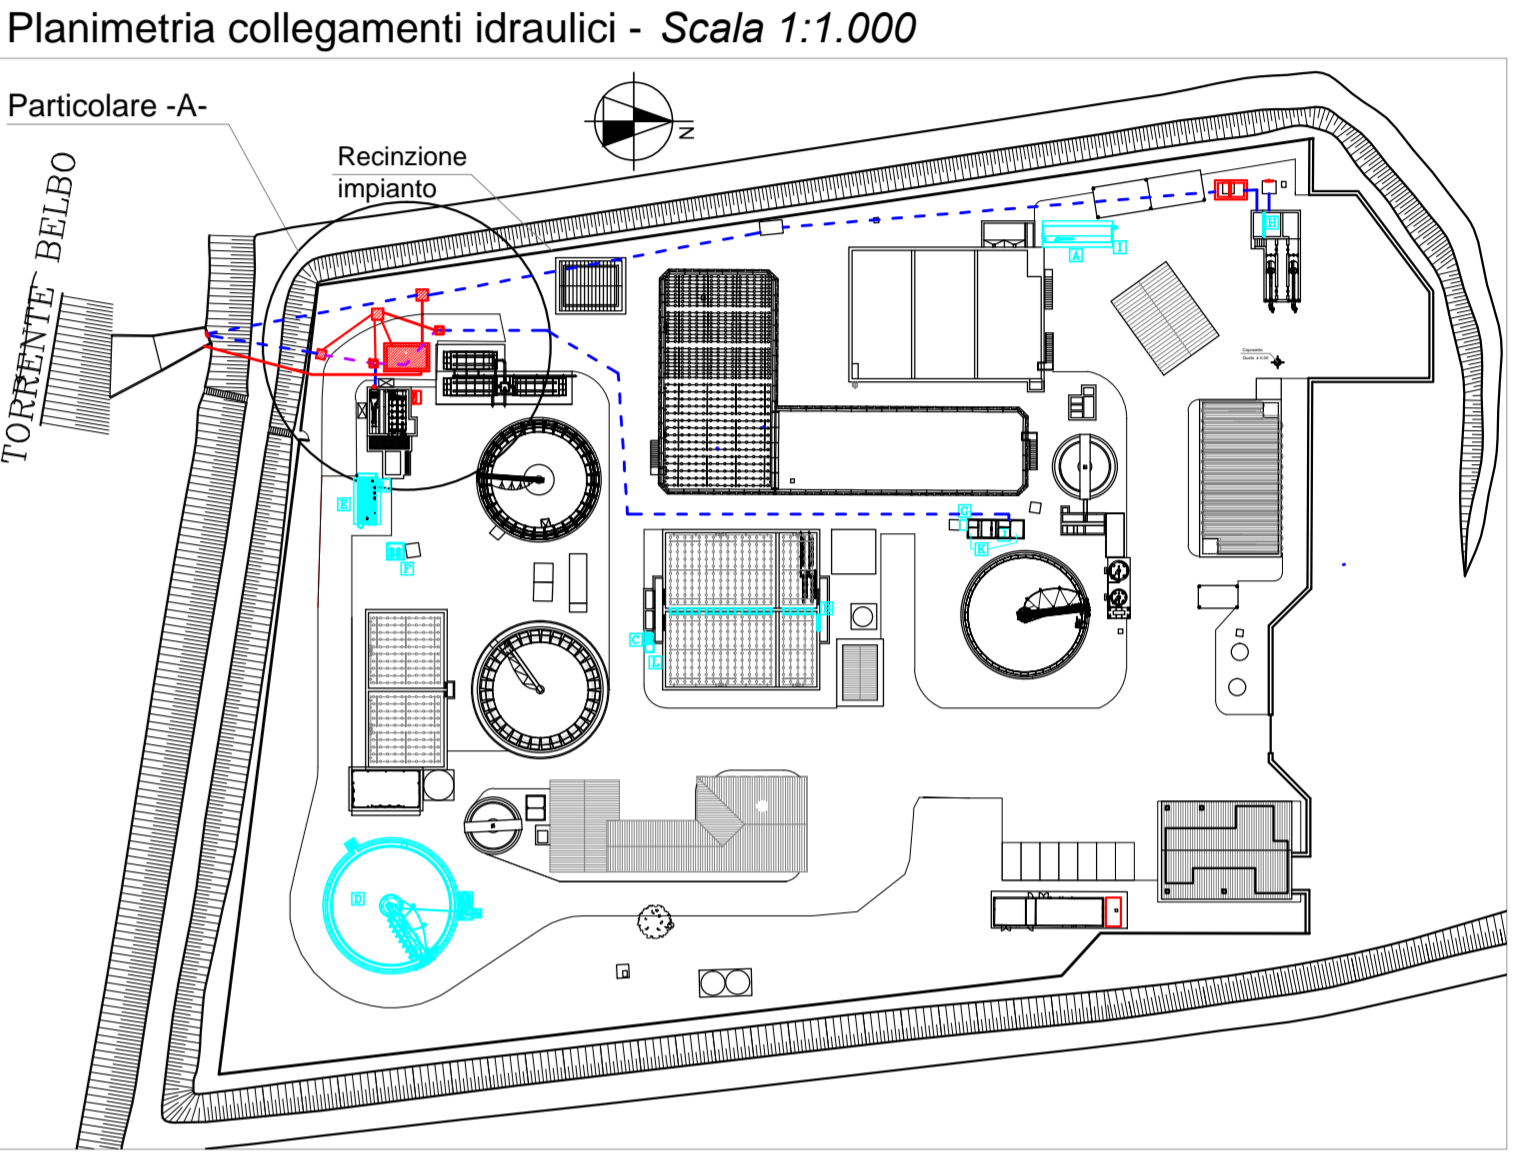 Planimetria collegamenti idraulici - Scala 1:1.000
Particolare -A-
Recinzione
impianto
N
TORRENTE BELBO
H
I
A
E
F
G
K
C
L
D